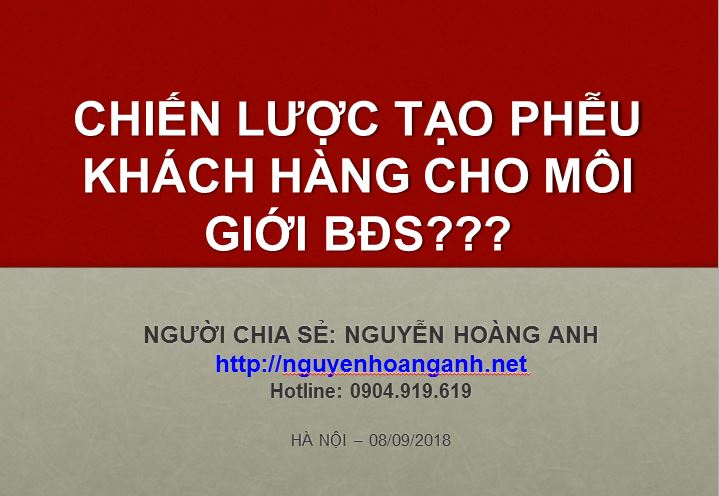 CHIẾN LƯỢC TẠO PHỄU
KHÁCH HÀNG CHO MÔI
GIỚI BĐS???
NGƯỜI CHIA SẺ: NGUYỄN HOÀNG ANH
http://nguyenhoanganh.net
Hotline: 0904.919.619
HÀ NỘI – 08/09/2018